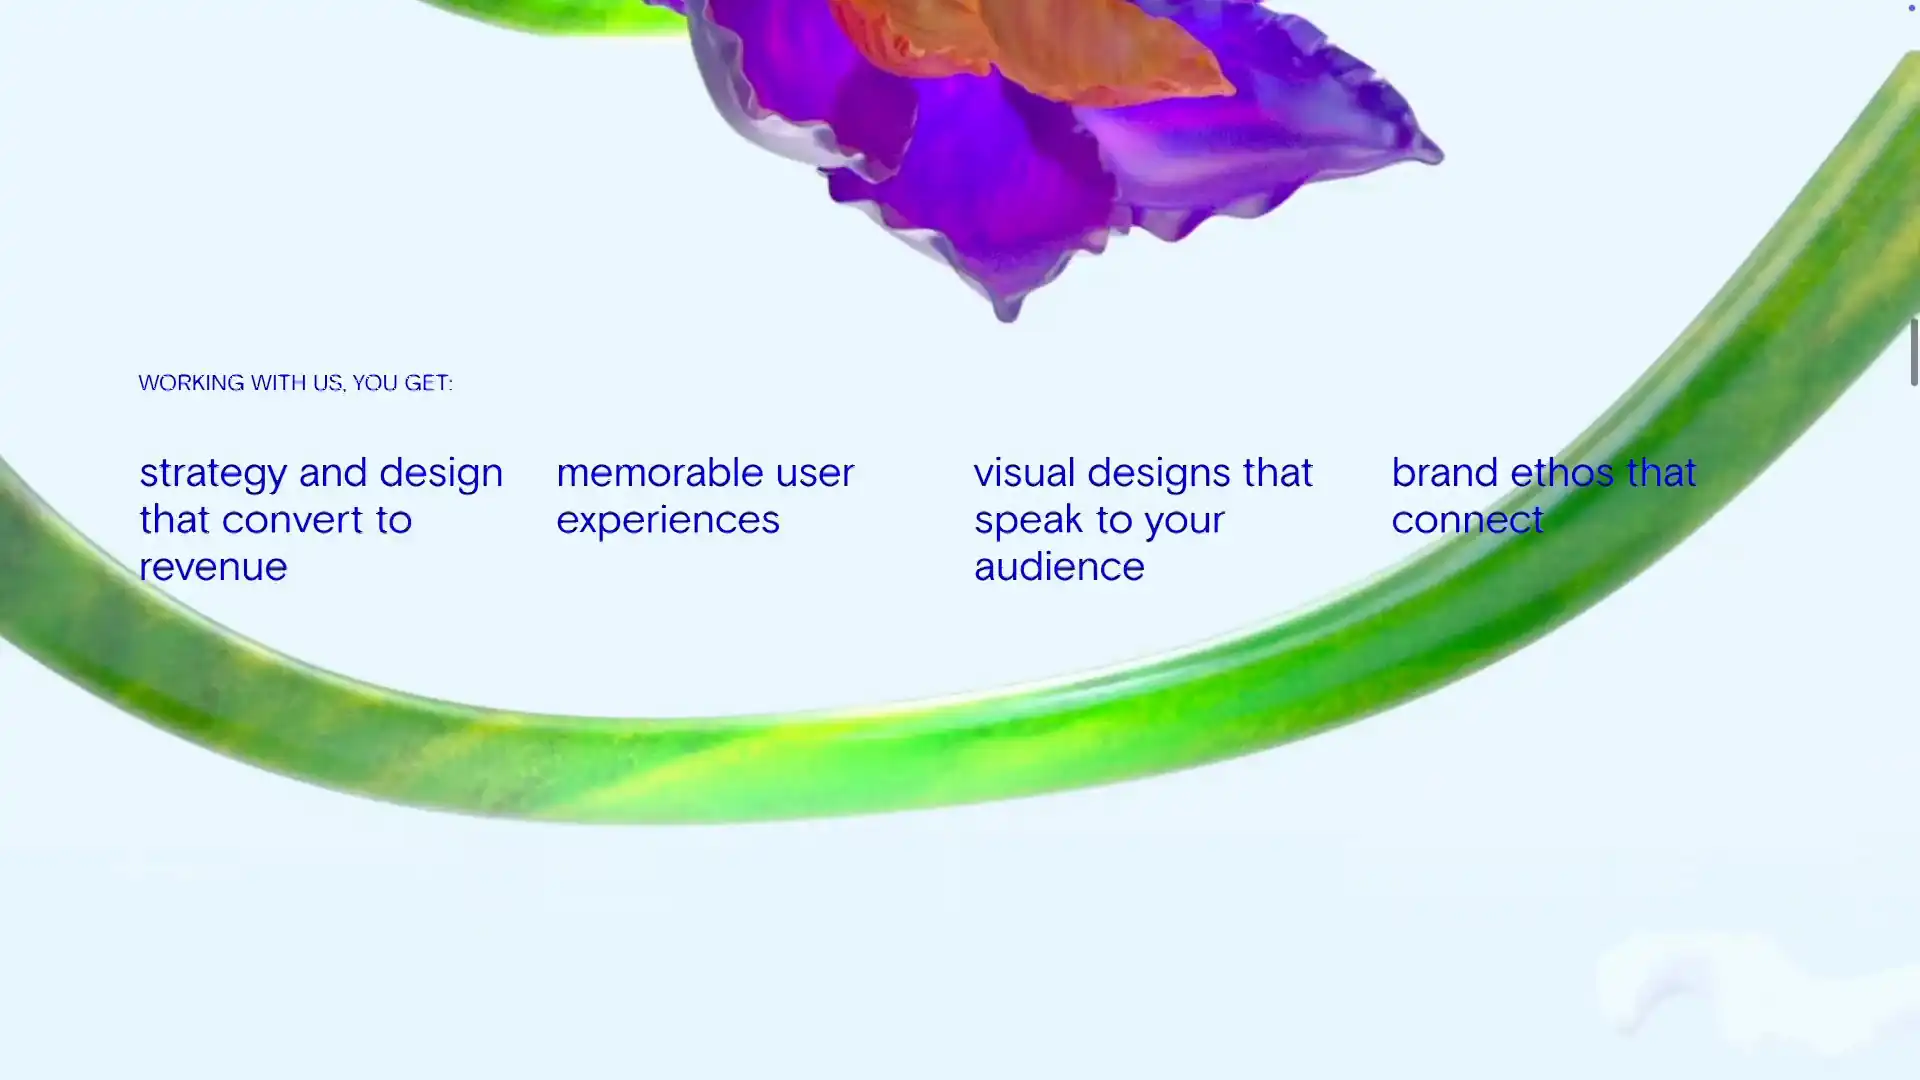 WORKING WITH US, YOU GET:
strategy and design
that convert to
revenue
memorable user
experiences
visual designs that
speak to your
audience
brand ethos that
connect